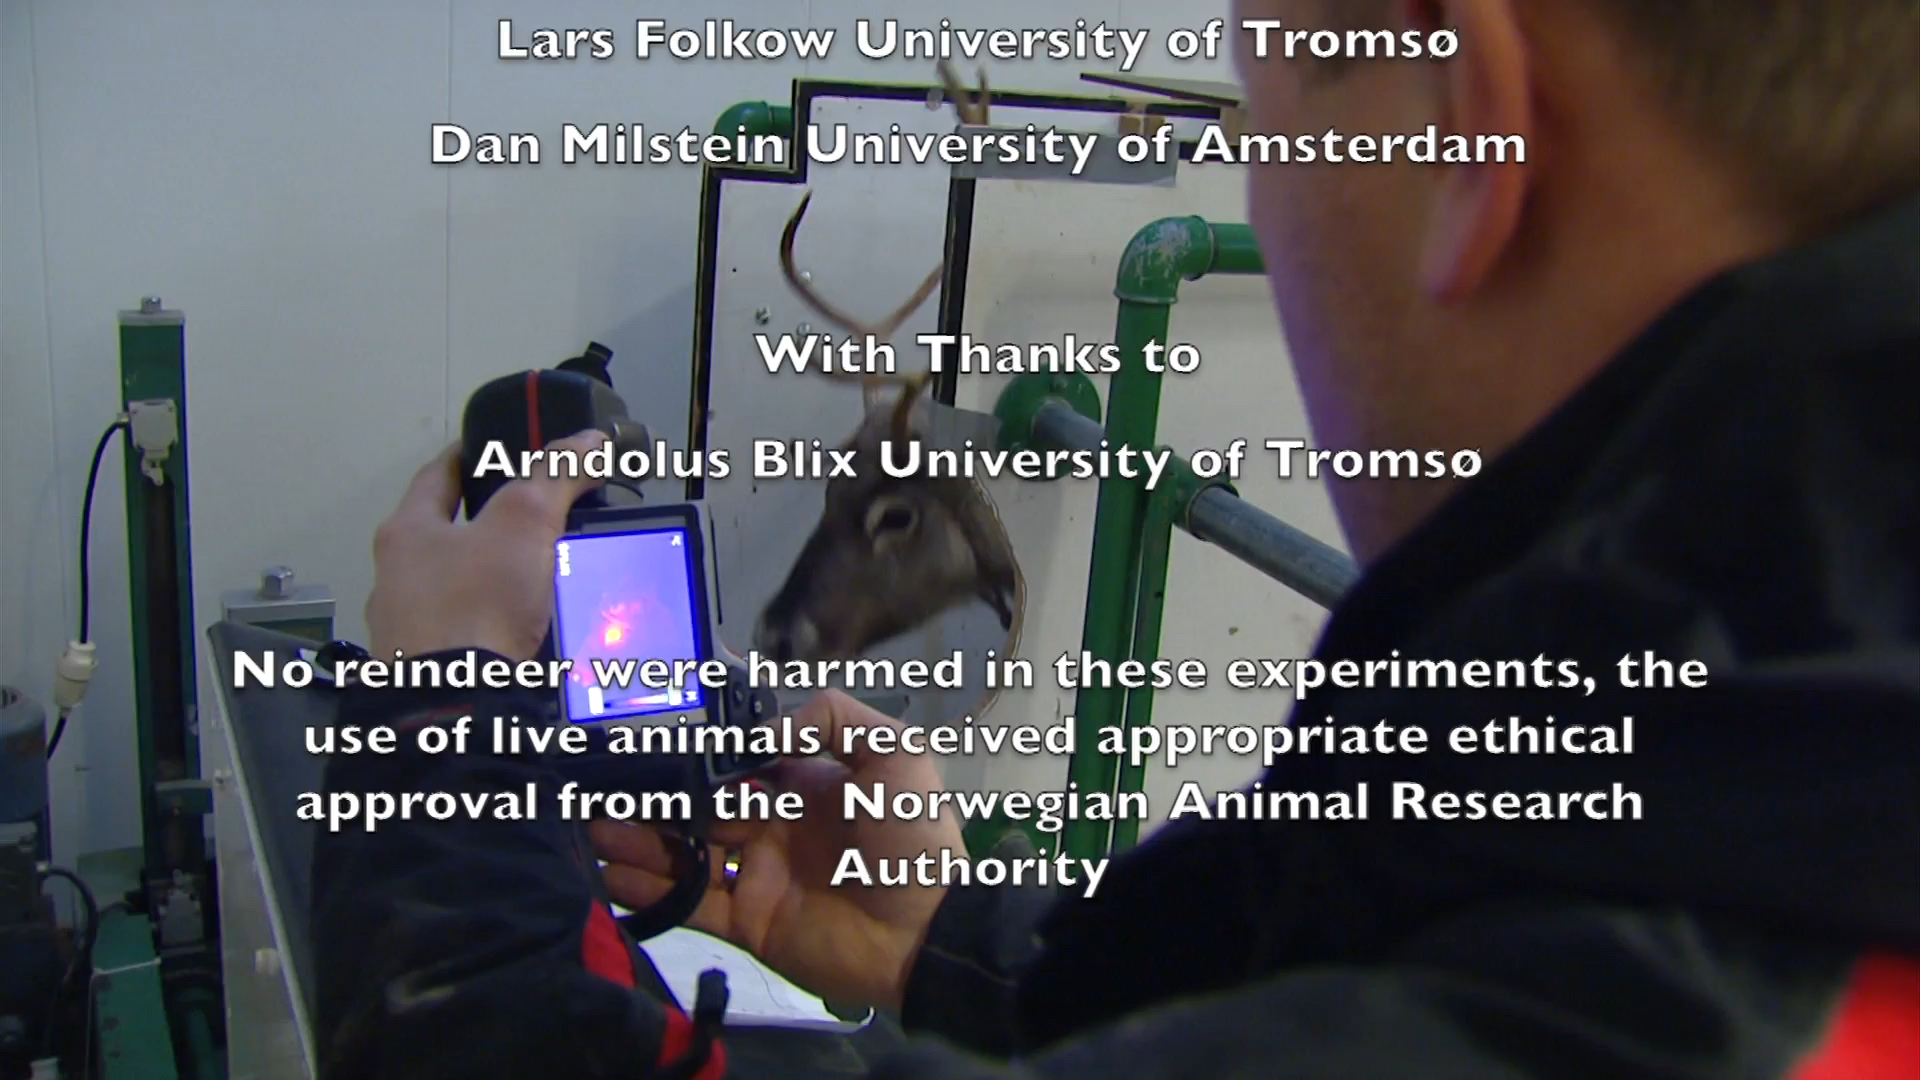 Lars Folkow University of Tromsø
Dan Milstein University of Amsterdam
With Thanks to
Arndolus Blix University of Tromsø
No reindeer were harmed in these experiments, the
use of live animals received appropriate ethical
approval from the Norwegian Animal Research
Authority